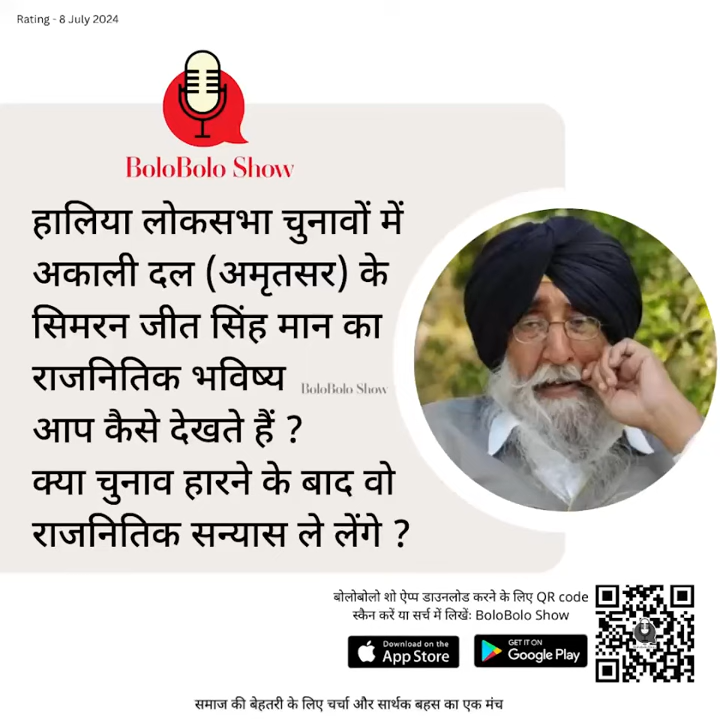 Rating - 8 July 2024
BoloBolo Show
हालिया लोकसभा चुनावों में
अकाली दल (अमृतसर) के
सिमरन जीत सिंह मान का
राजनितिक भविष्य
BoloBolo Show
आप कैसे देखते हैं ?
क्या चुनाव हारने के बाद वो
राजनितिक सन्यास ले लेंगे ?
बोलोबोलो शो ऐप्प डाउनलोड करने के लिए QR code
स्कैन करें या सर्च में लिखें: BoloBolo Show
Download on the
App Store
GET IT ON
Google Play
समाज की बेहतरी के लिए चर्चा और सार्थक बहस का एक मंच